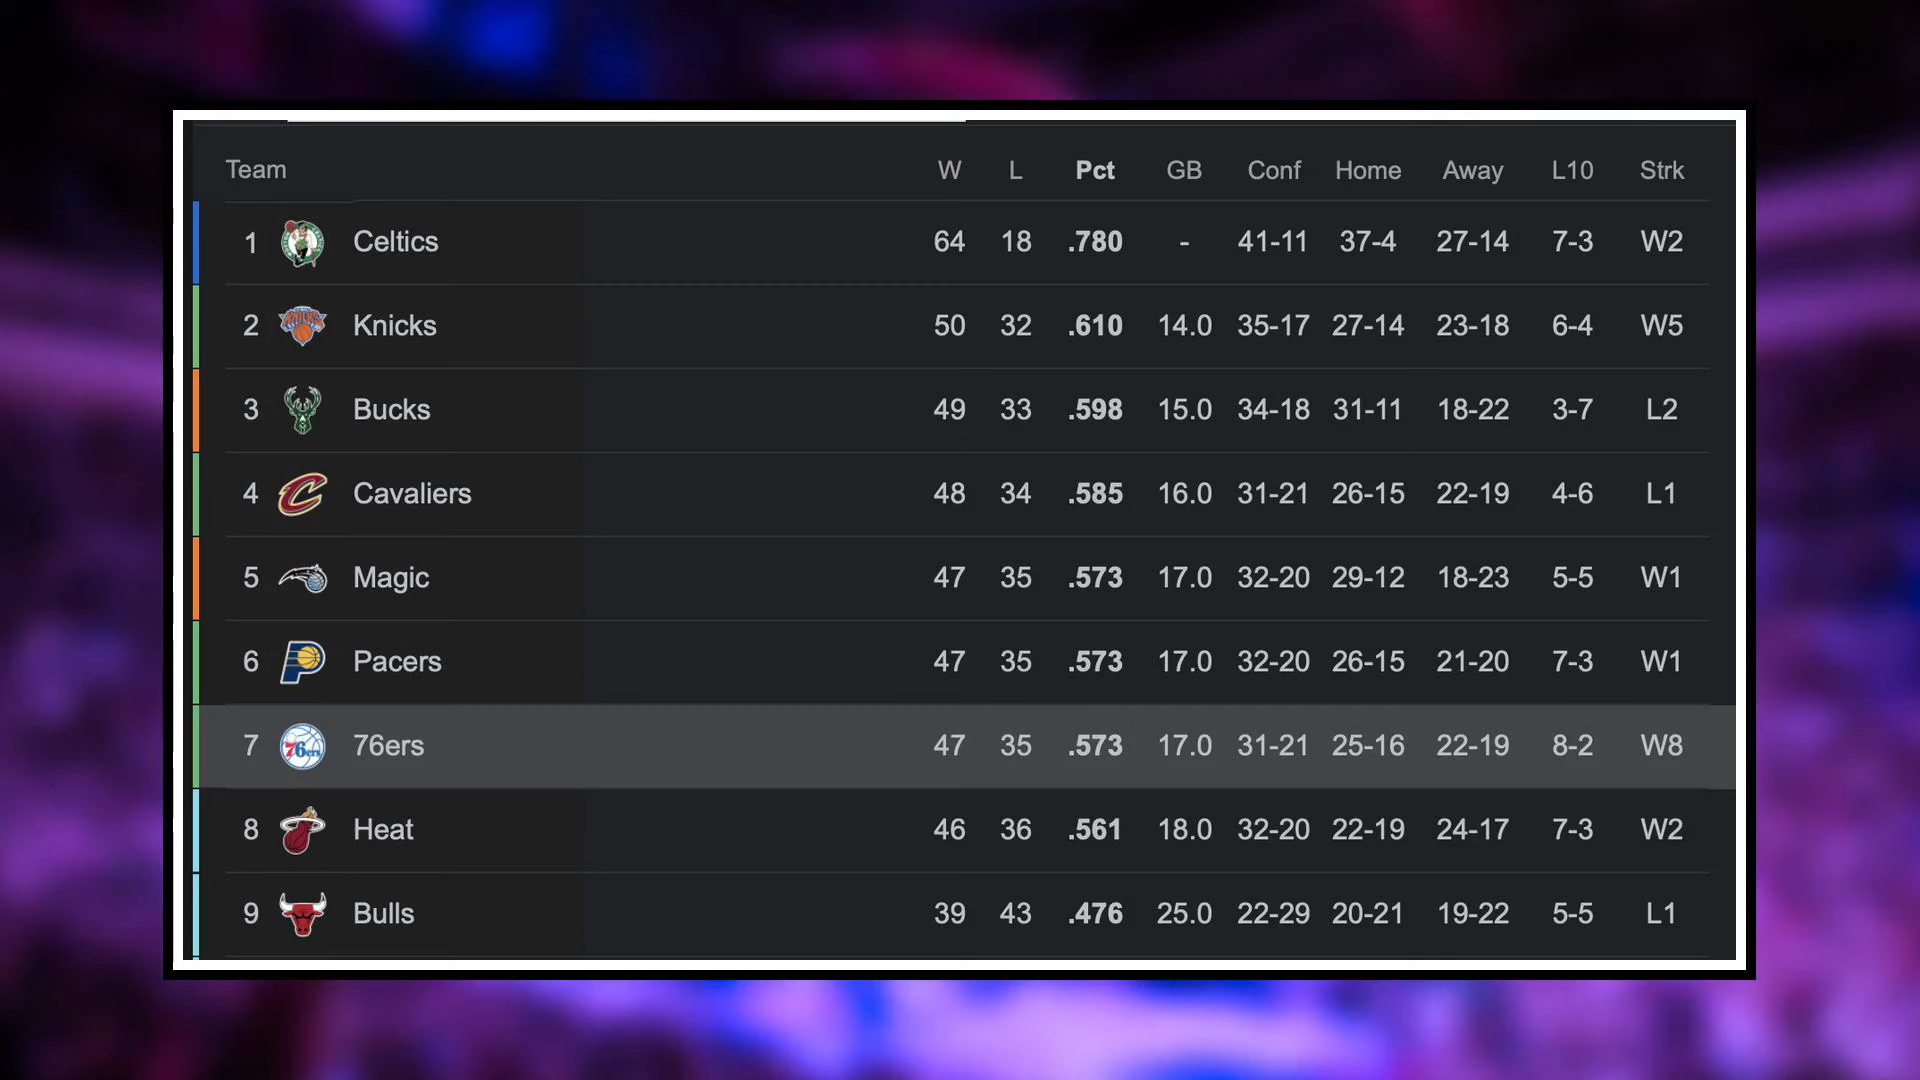 Team W L Pct GB Conf Home Away L10 Strk
1 Celtics 64 18 .780 - 41-11 37-4 27-14 7-3 W2
2 Knicks 50 32 .610 14.0 35-17 27-14 23-18 6-4 W5
3 Bucks 49 33 .598 15.0 34-18 31-11 18-22 3-7 L2
4 Cavaliers 48 34 .585 16.0 31-21 26-15 22-19 4-6 L1
5 Magic 47 35 .573 17.0 32-20 29-12 18-23 5-5 W1
6 Pacers 47 35 .573 17.0 32-20 26-15 21-20 7-3 W1
7 76ers 47 35 .573 17.0 31-21 25-16 22-19 8-2 W8
8 Heat 46 36 .561 18.0 32-20 22-19 24-17 7-3 W2
9 Bulls 39 43 .476 25.0 22-29 20-21 19-22 5-5 L1